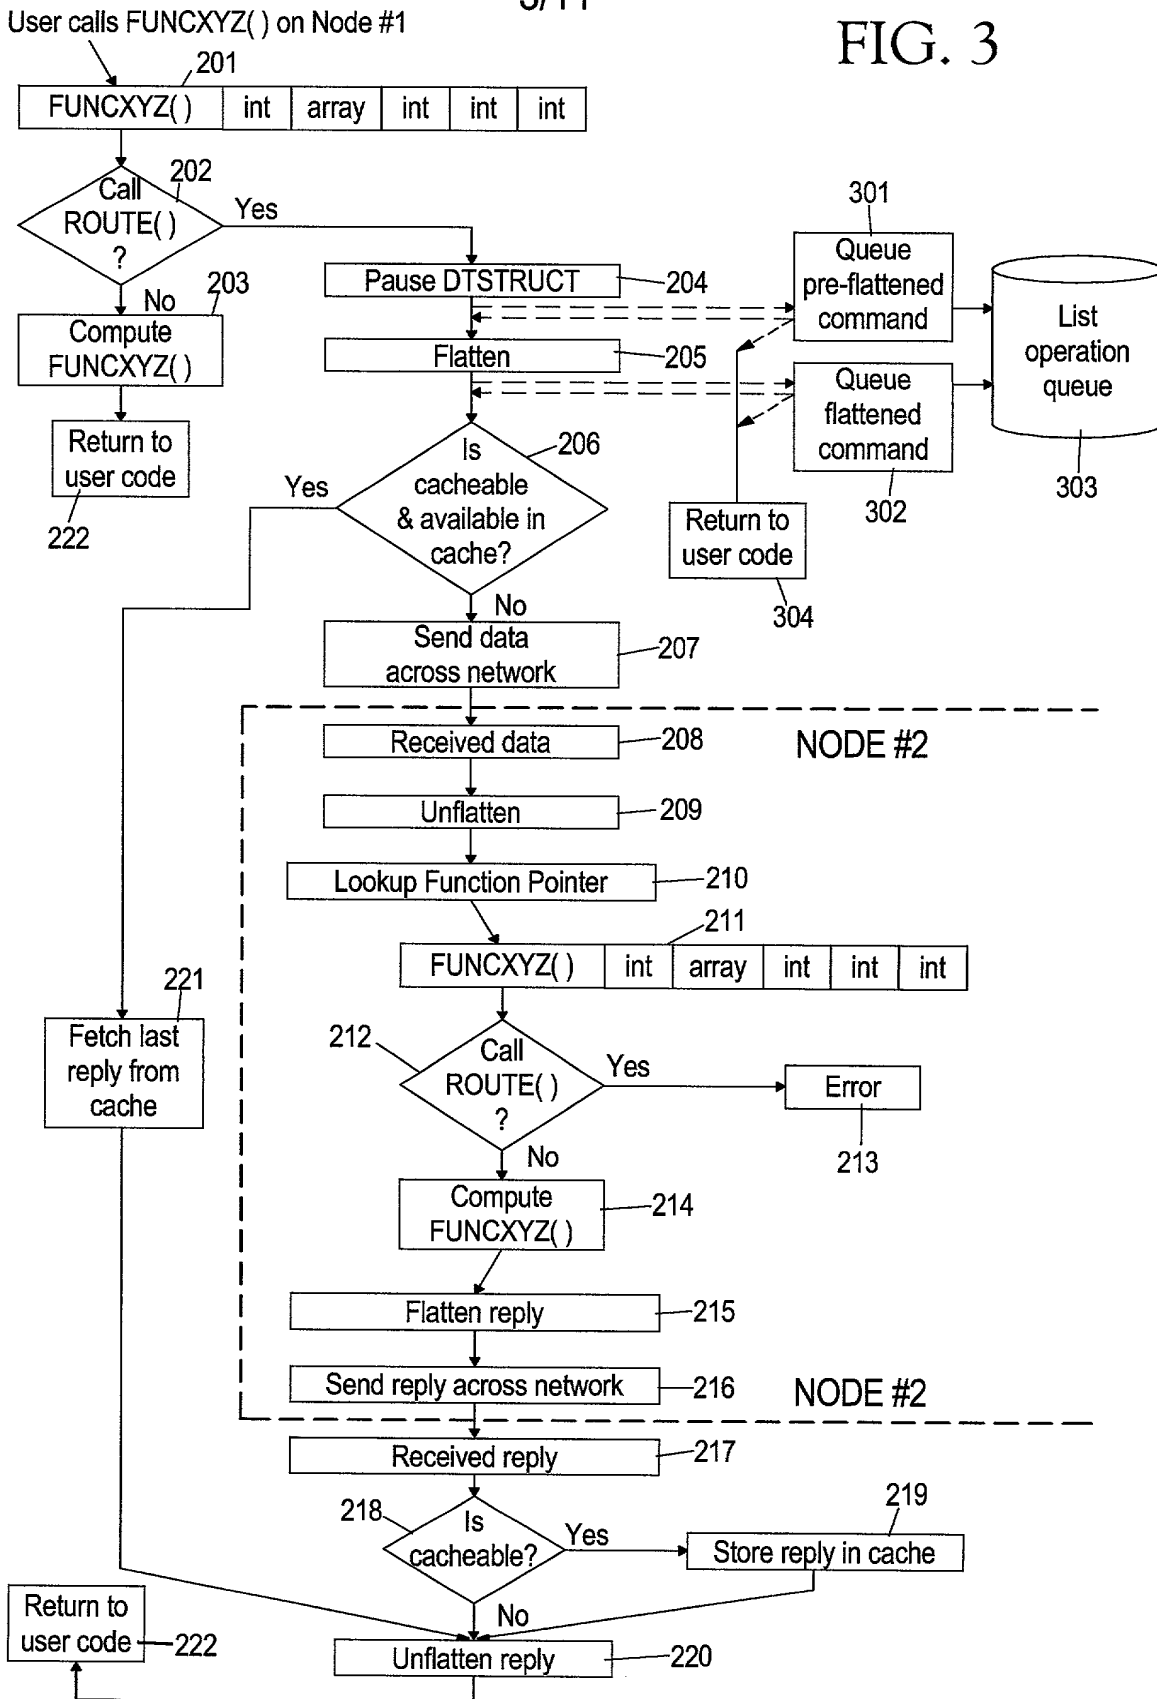 3/11
User calls FUNCXYZ( ) on Node #1
FIG. 3
201
FUNCXYZ( ) int array int int int
202
Call
ROUTE( )
?
Yes
No
203
Compute
FUNCXYZ( )
Return to
user code
222
Pause DTSTRUCT
204
Flatten
205
301
Queue
pre-flattened
command
Queue
flattened
command
302
List
operation
queue
303
Return to
user code
304
206
Is
cacheable
& available in
cache?
Yes
No
Send data
across network
207
NODE #2
Received data
208
Unflatten
209
Lookup Function Pointer
210
211
FUNCXYZ( ) int array int int int
212
Call
ROUTE( )
?
Yes
Error
213
No
Compute
FUNCXYZ( )
214
221
Fetch last
reply from
cache
Flatten reply
215
Send reply across network
216
NODE #2
Received reply
217
218
Is
cacheable?
Yes
219
Store reply in cache
No
Unflatten reply
220
Return to
user code
222